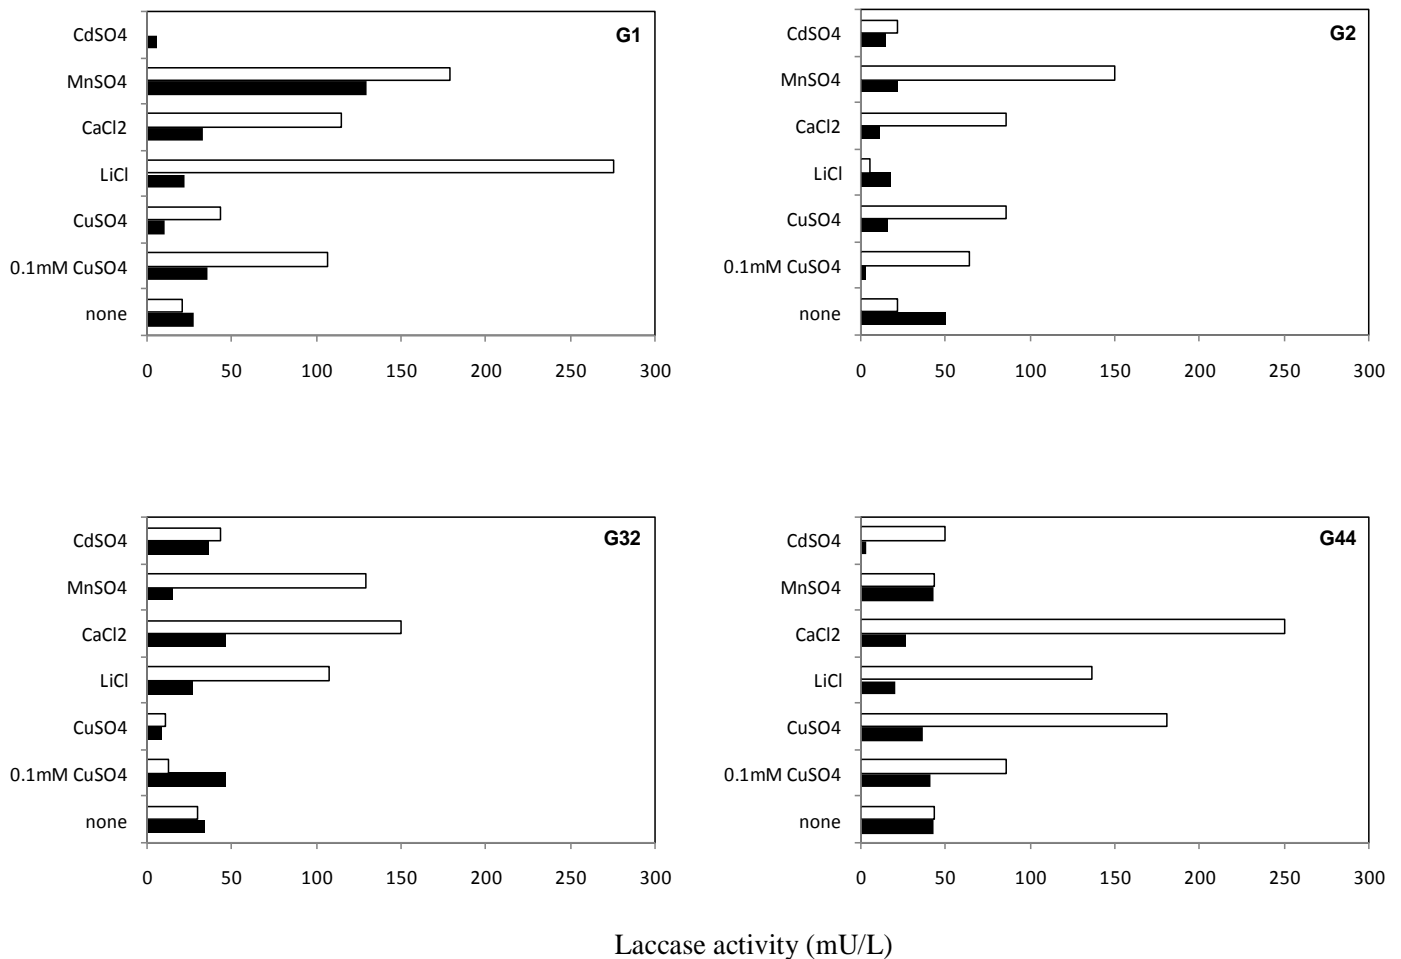 G1
CdSO4
MnSO4
CaCl2
LiCl
CuSO4
0.1mM CuSO4
none
0 50 100 150 200 250 300
G2
CdSO4
MnSO4
CaCl2
LiCl
CuSO4
0.1mM CuSO4
none
0 50 100 150 200 250 300
G32
CdSO4
MnSO4
CaCl2
LiCl
CuSO4
0.1mM CuSO4
none
0 50 100 150 200 250 300
G44
CdSO4
MnSO4
CaCl2
LiCl
CuSO4
0.1mM CuSO4
none
0 50 100 150 200 250 300
Laccase activity (mU/L)